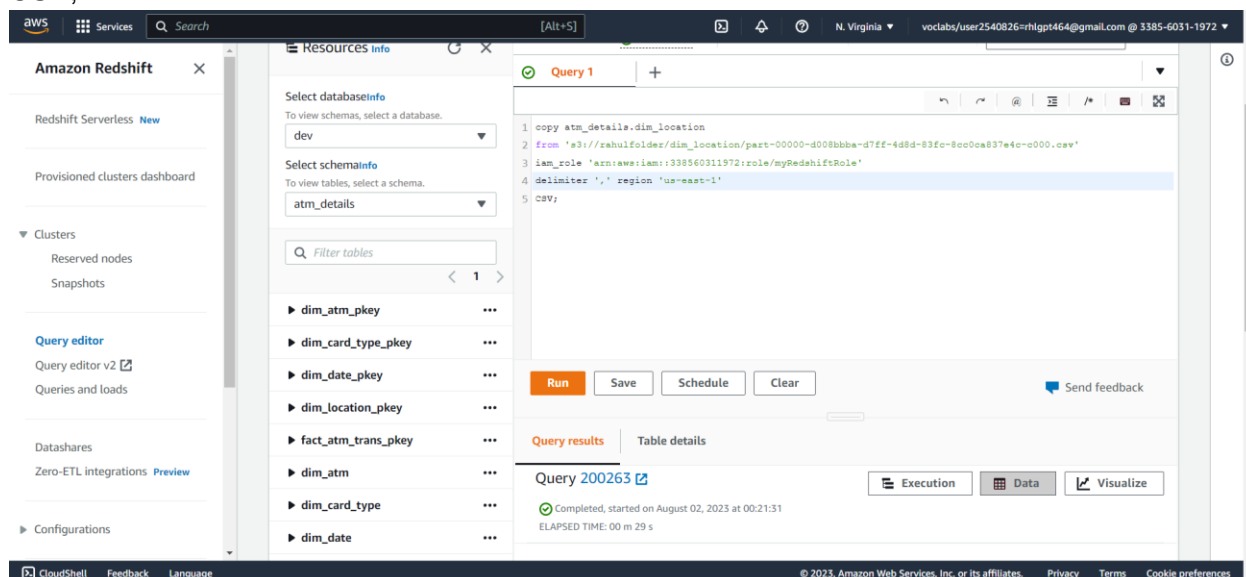 aws Services Search [Alt+S] N. Virginia voclabs/user2540826=rhlgpt464@gmail.com @ 3385-6031-1972
Amazon Redshift
Redshift Serverless New
Provisioned clusters dashboard
Clusters
Reserved nodes
Snapshots
Query editor
Query editor v2
Queries and loads
Datashares
Zero-ETL integrations Preview
Configurations
Resources Info
Select databaseInfo
To view schemas, select a database.
dev
Select schemaInfo
To view tables, select a schema.
atm_details
Filter tables
1
dim_atm_pkey
dim_card_type_pkey
dim_date_pkey
dim_location_pkey
fact_atm_trans_pkey
dim_atm
dim_card_type
dim_date
Query 1
1 copy atm_details.dim_location
2 from 's3://rahulfolder/dim_location/part-00000-d008bbba-d7ff-4d8d-83fc-8cc0ca837e4c-c000.csv'
3 iam_role 'arn:aws:iam::338560311972:role/myRedshiftRole'
4 delimiter ',' region 'us-east-1'
5 csv;
Run Save Schedule Clear
Send feedback
Query results Table details
Query 200263
Execution Data Visualize
Completed, started on August 02, 2023 at 00:21:31
ELAPSED TIME: 00 m 29 s
CloudShell Feedback Language © 2023, Amazon Web Services, Inc. or its affiliates. Privacy Terms Cookie preferences